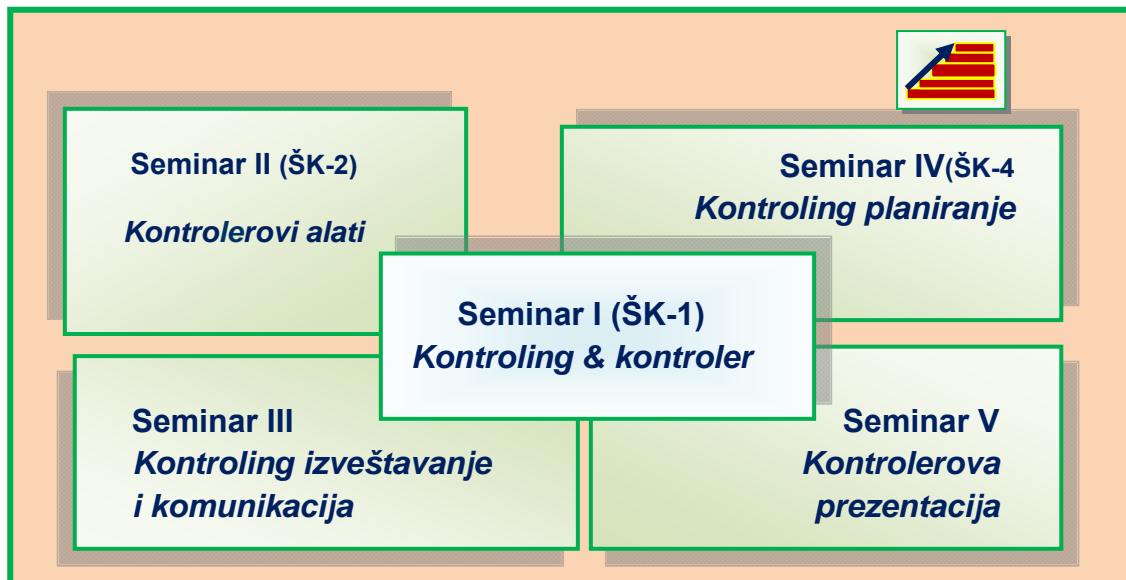 Seminar II (ŠK-2)
Kontrolerovi alati
Seminar IV(ŠK-4
Kontroling planiranje
Seminar I (ŠK-1)
Kontroling & kontroler
Seminar III
Kontroling izveštavanje
i komunikacija
Seminar V
Kontrolerova
prezentacija